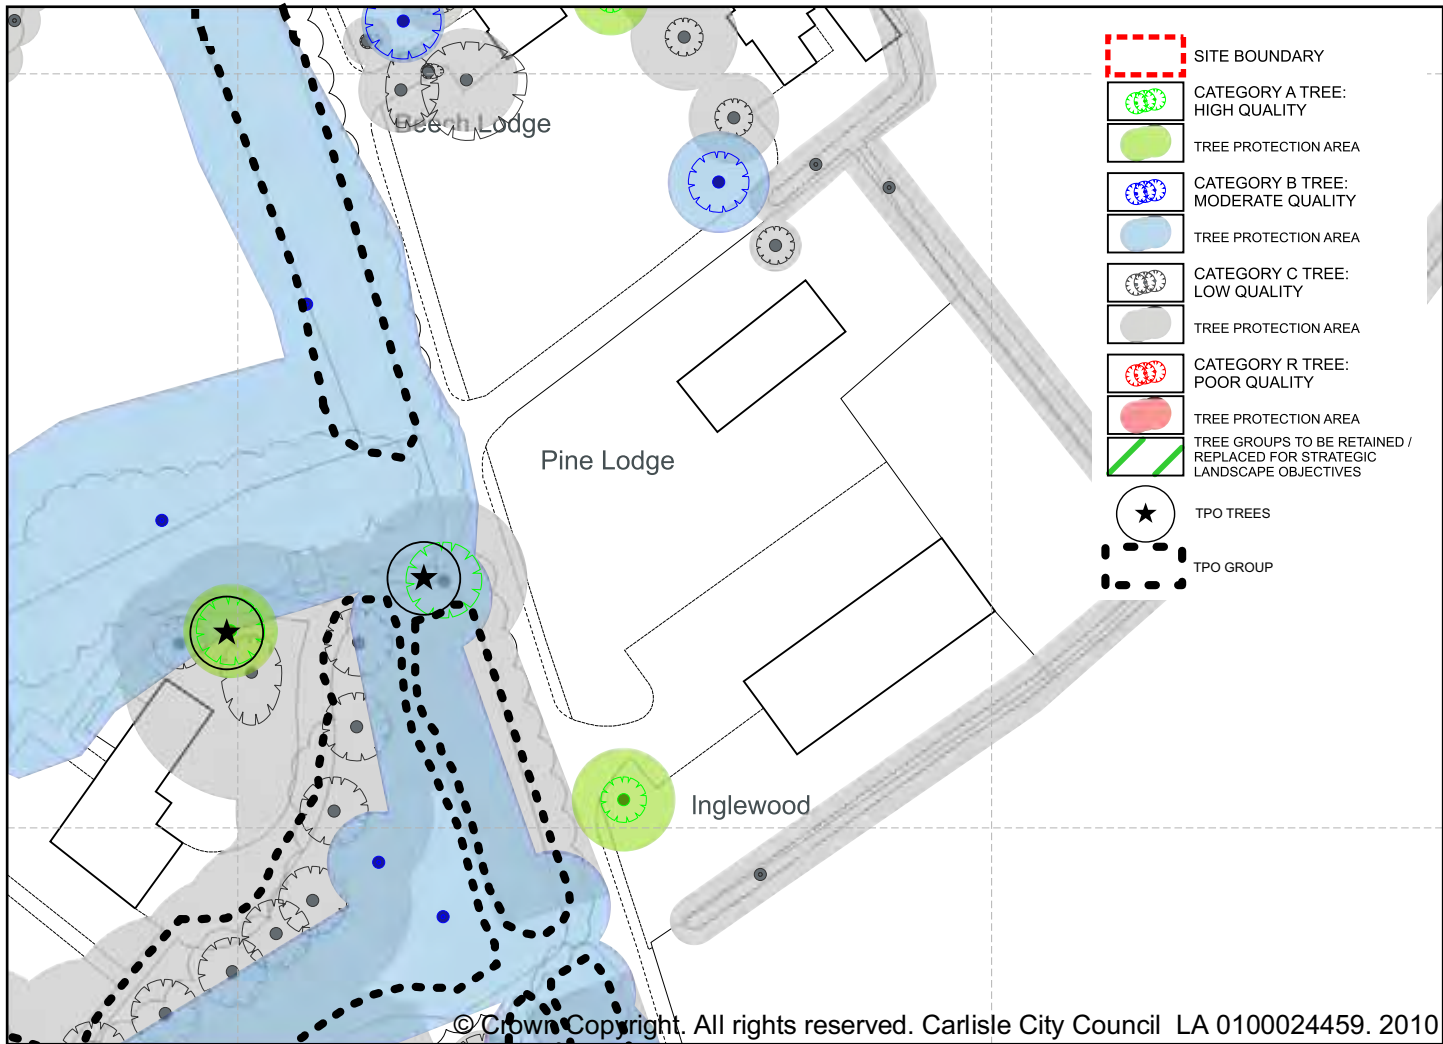 SITE BOUNDARY
CATEGORY A TREE:
HIGH QUALITY
TREE PROTECTION AREA
CATEGORY B TREE:
MODERATE QUALITY
TREE PROTECTION AREA
CATEGORY C TREE:
LOW QUALITY
TREE PROTECTION AREA
CATEGORY R TREE:
POOR QUALITY
TREE PROTECTION AREA
TREE GROUPS TO BE RETAINED /
REPLACED FOR STRATEGIC
LANDSCAPE OBJECTIVES
TPO TREES
TPO GROUP
Beech Lodge
Pine Lodge
Inglewood
© Crown Copyright. All rights reserved. Carlisle City Council LA 0100024459. 2010